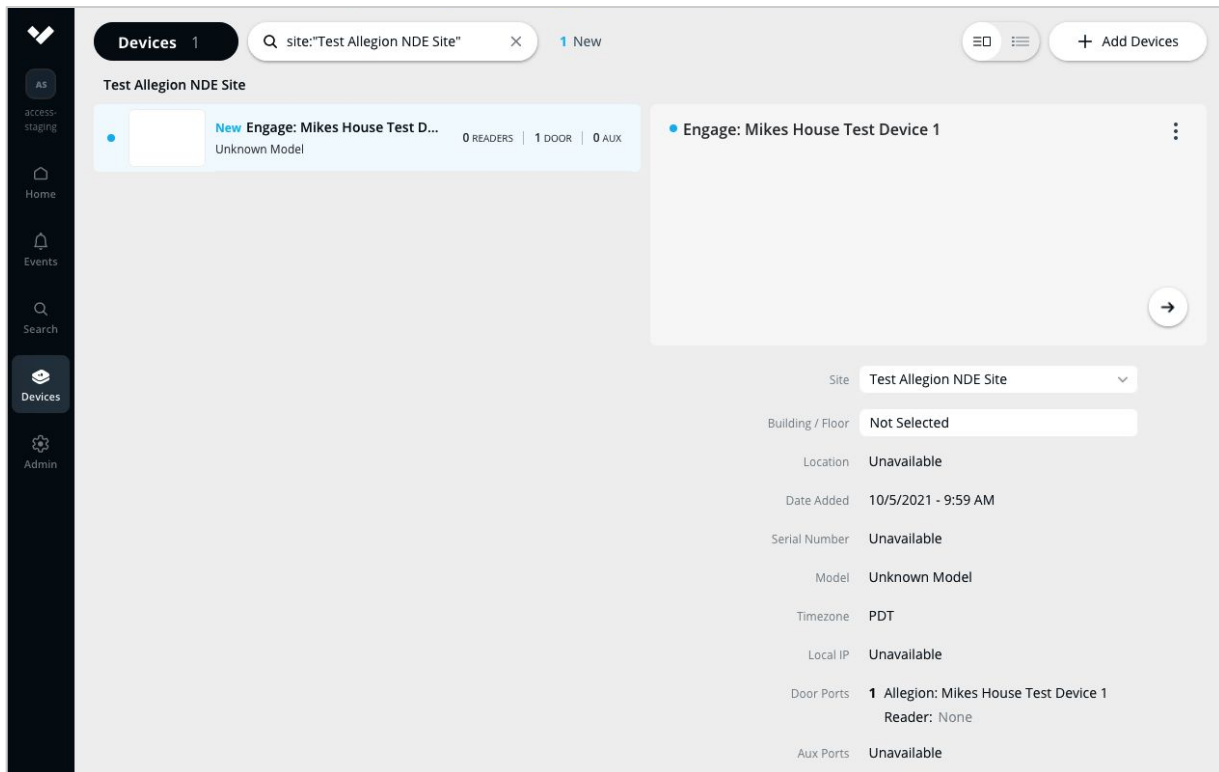 Devices 1
site:"Test Allegion NDE Site"
1 New
+ Add Devices
AS
access-
staging
Home
Events
Search
Devices
Admin
Test Allegion NDE Site
New Engage: Mikes House Test D...
Unknown Model
0 READERS | 1 DOOR | 0 AUX
Engage: Mikes House Test Device 1
Site Test Allegion NDE Site
Building / Floor Not Selected
Location Unavailable
Date Added 10/5/2021 - 9:59 AM
Serial Number Unavailable
Model Unknown Model
Timezone PDT
Local IP Unavailable
Door Ports 1 Allegion: Mikes House Test Device 1
Reader: None
Aux Ports Unavailable